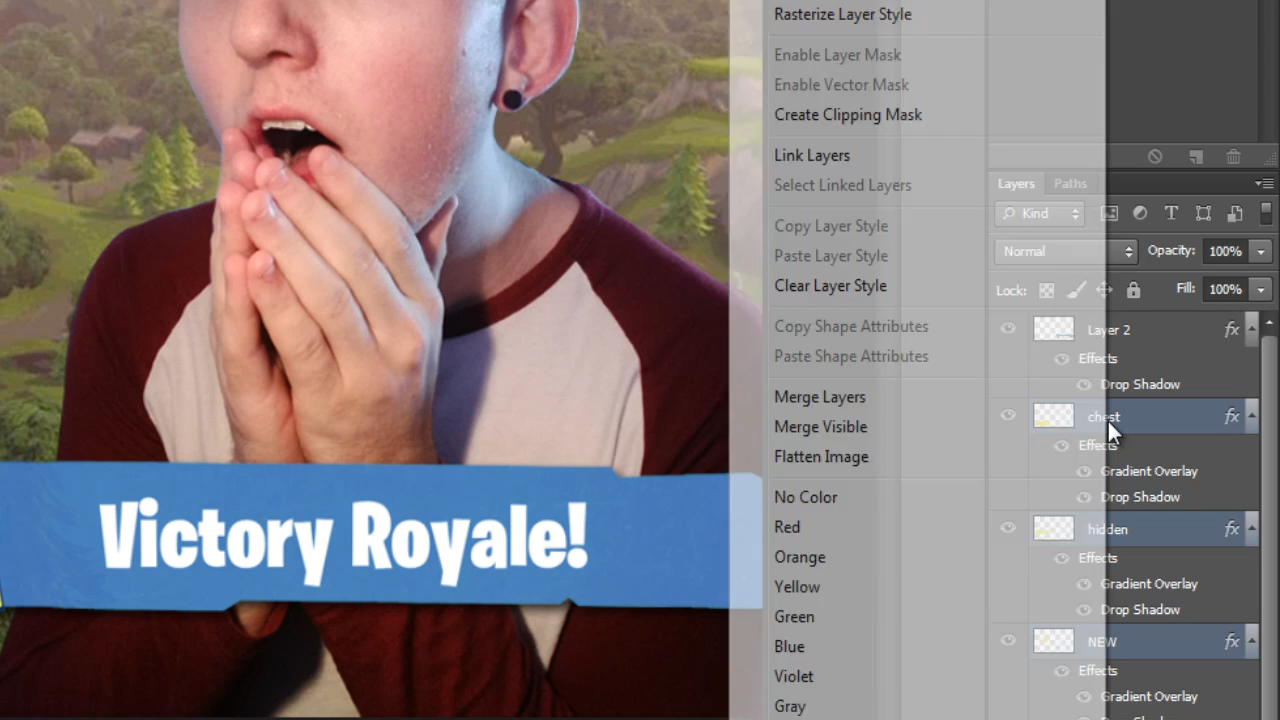 Rasterize Layer Style
Enable Layer Mask
Enable Vector Mask
Create Clipping Mask
Link Layers
Select Linked Layers
Copy Layer Style
Paste Layer Style
Clear Layer Style
Copy Shape Attributes
Paste Shape Attributes
Merge Layers
Merge Visible
Flatten Image
No Color
Red
Orange
Yellow
Green
Blue
Violet
Gray
Layers Paths
Kind
Normal Opacity: 100%
Lock: Fill: 100%
Layer 2 fx
Effects
Drop Shadow
chest fx
Effects
Gradient Overlay
Drop Shadow
hidden fx
Effects
Gradient Overlay
Drop Shadow
NEW fx
Effects
Gradient Overlay
Victory Royale!